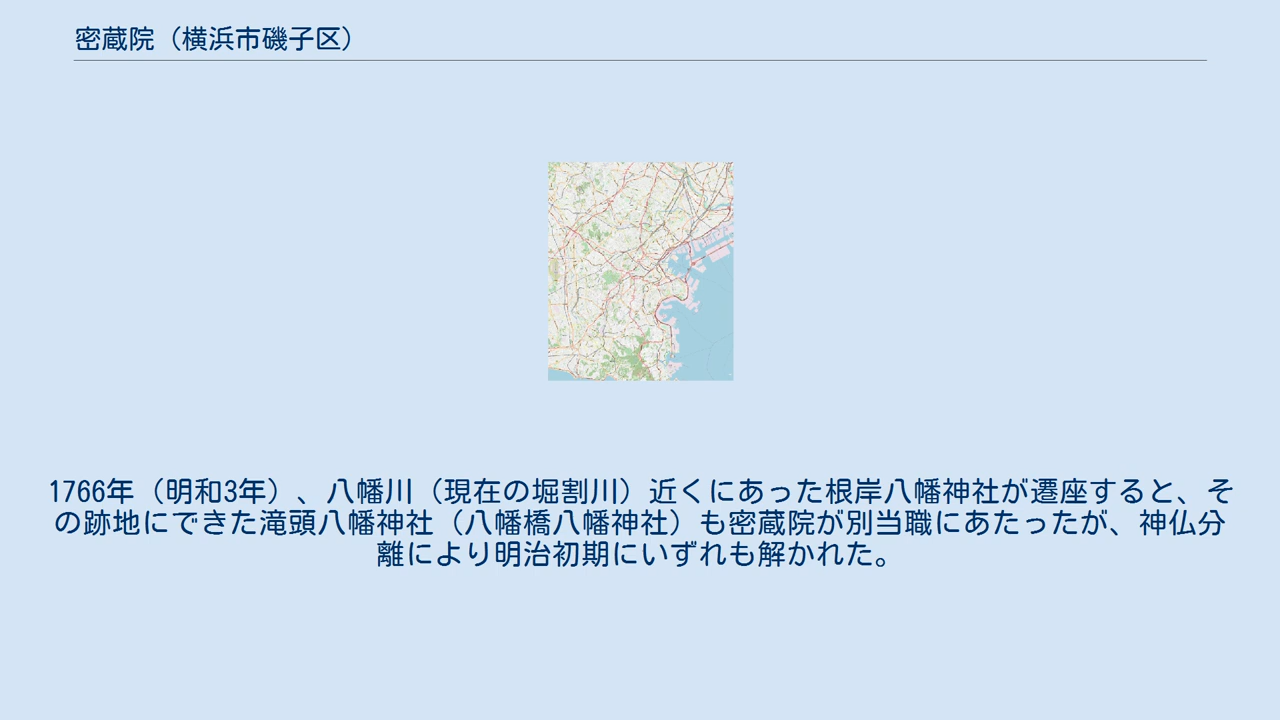 密蔵院（横浜市磯子区）
1766年（明和3年）、八幡川（現在の堀割川）近くにあった根岸八幡神社が遷座すると、そ
の跡地にできた滝頭八幡神社（八幡橋八幡神社）も密蔵院が別当職にあたったが、神仏分
離により明治初期にいずれも解かれた。